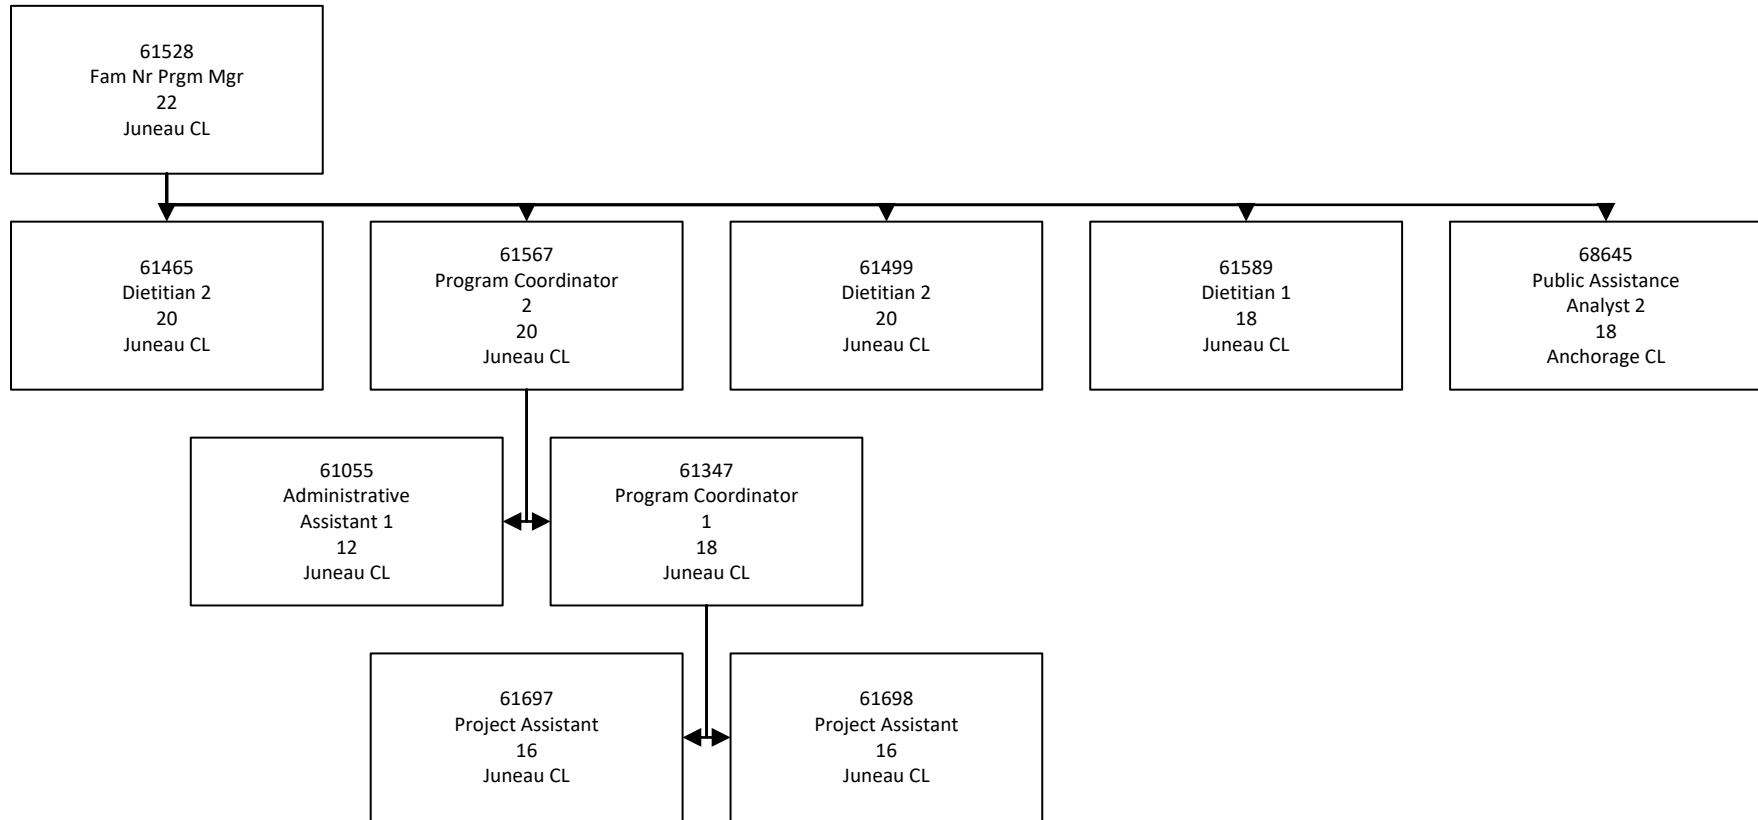 61528
Fam Nr Prgm Mgr
22
Juneau CL
61465
Dietitian 2
20
Juneau CL
61567
Program Coordinator
2
20
Juneau CL
61499
Dietitian 2
20
Juneau CL
61589
Dietitian 1
18
Juneau CL
68645
Public Assistance
Analyst 2
18
Anchorage CL
61055
Administrative
Assistant 1
12
Juneau CL
61347
Program Coordinator
1
18
Juneau CL
61697
Project Assistant
16
Juneau CL
61698
Project Assistant
16
Juneau CL